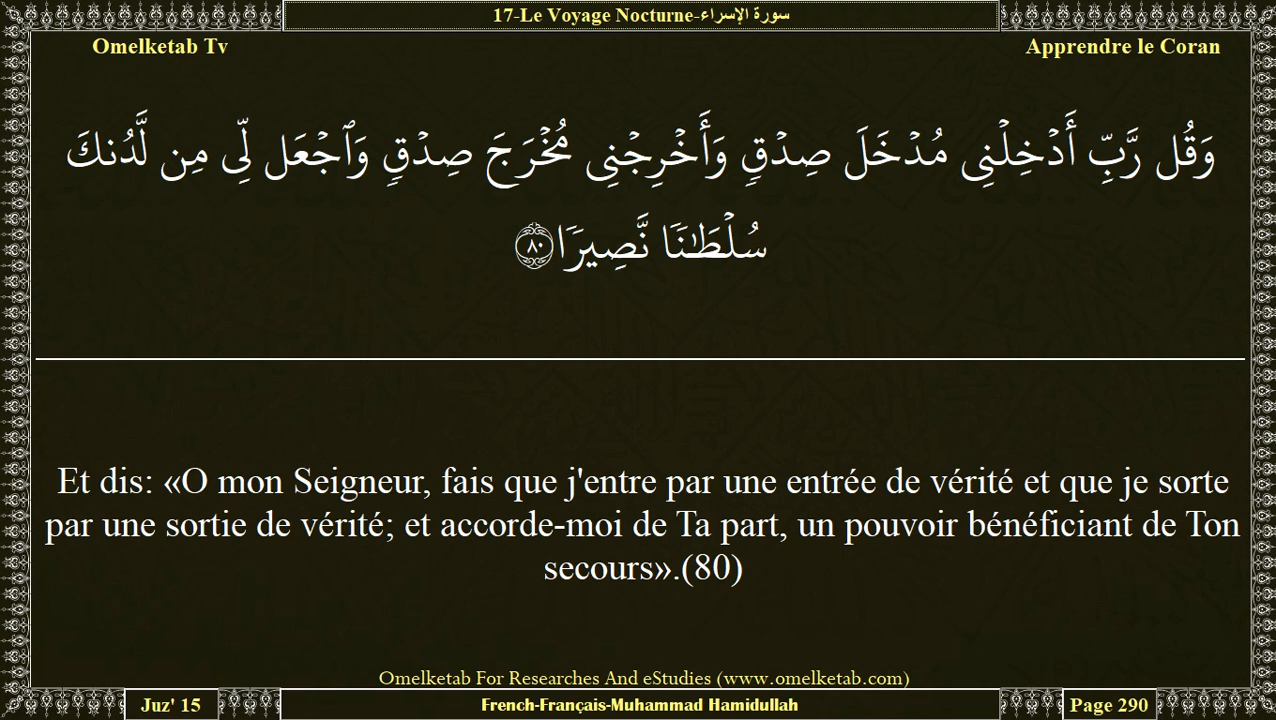 17-Le Voyage Nocturne-سورة الإسراء
Omelketab Tv
Apprendre le Coran
وَقُل رَّبِّ أَدۡخِلۡنِي مُدۡخَلَ صِدۡقٖ وَأَخۡرِجۡنِي مُخۡرَجَ صِدۡقٖ وَٱجۡعَل لِّي مِن لَّدُنكَ
سُلۡطَٰنٗا نَّصِيرٗا ٨٠
Et dis: «O mon Seigneur, fais que j'entre par une entrée de vérité et que je sorte
par une sortie de vérité; et accorde-moi de Ta part, un pouvoir bénéficiant de Ton
secours».(80)
Omelketab For Researches And eStudies (www.omelketab.com)
Juz' 15
French-Français-Muhammad Hamidullah
Page 290